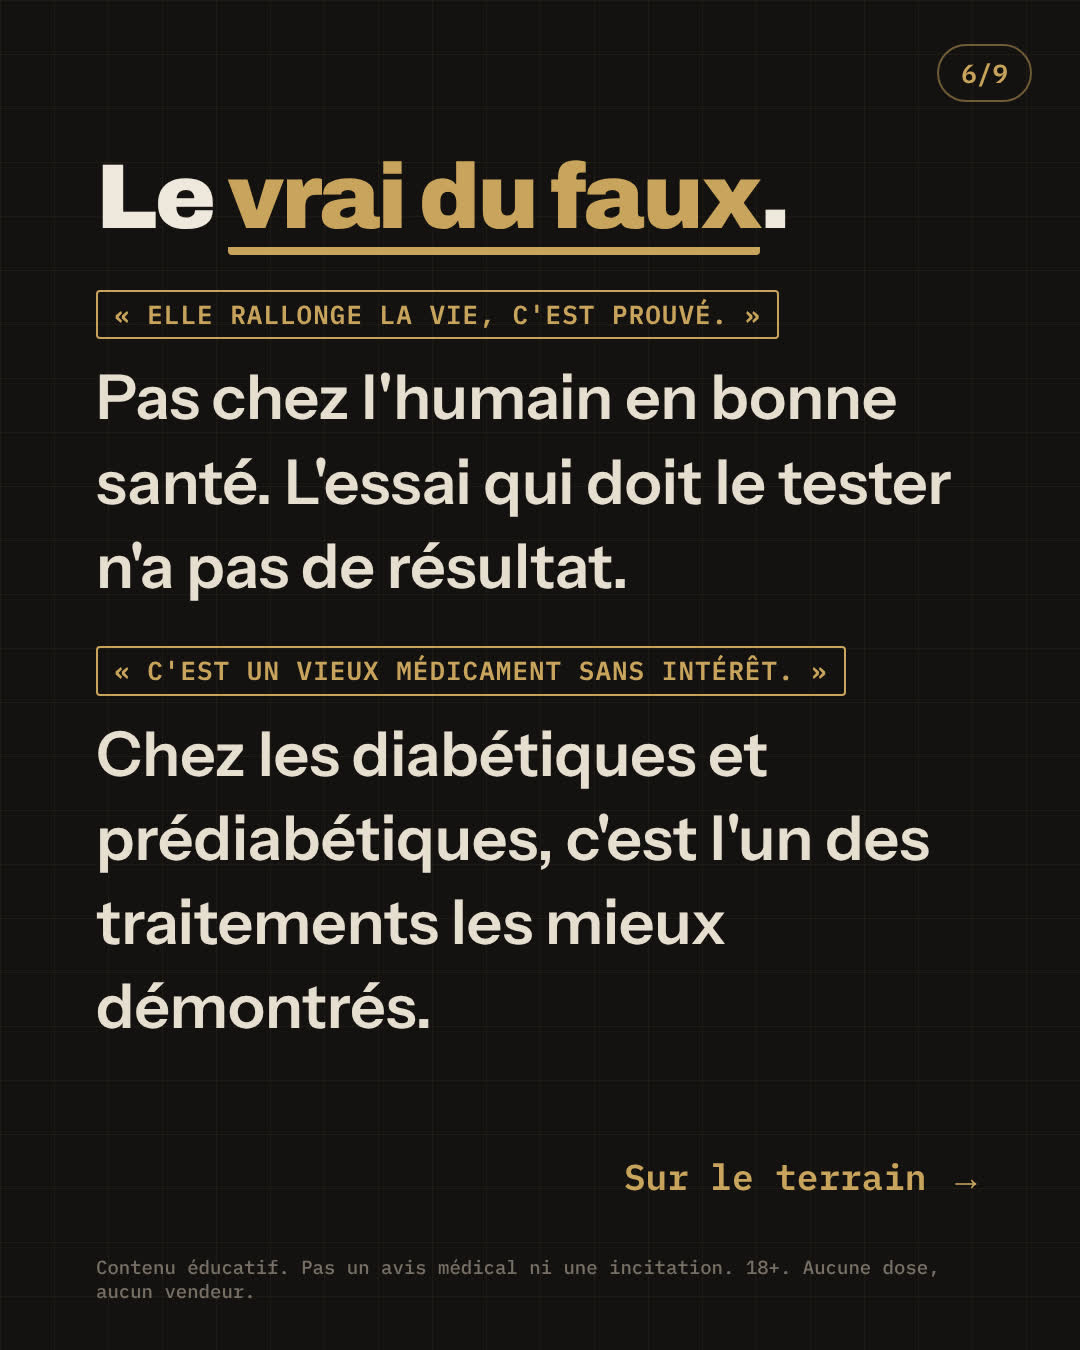 6/9
Le vrai du faux.
« ELLE RALLONGE LA VIE, C'EST PROUVÉ. »
Pas chez l'humain en bonne
santé. L'essai qui doit le tester
n'a pas de résultat.
« C'EST UN VIEUX MÉDICAMENT SANS INTÉRÊT. »
Chez les diabétiques et
prédiabétiques, c'est l'un des
traitements les mieux
démontrés.
Sur le terrain →
Contenu éducatif. Pas un avis médical ni une incitation. 18+. Aucune dose,
aucun vendeur.